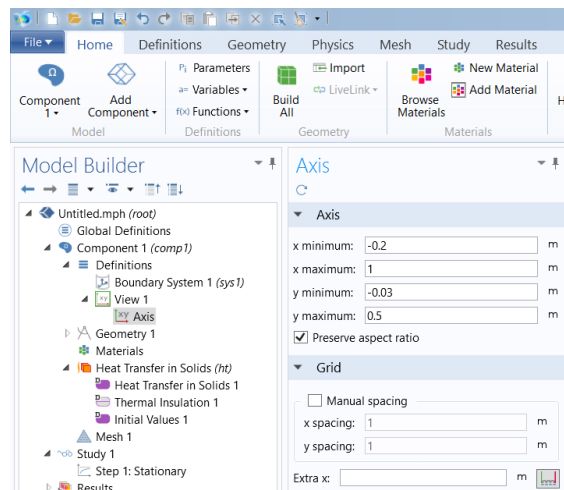 File Home Definitions Geometry Physics Mesh Study Results
Component 1
Add Component
Model
Pi Parameters
a= Variables
f(x) Functions
Definitions
Build All
Import
LiveLink
Geometry
Browse Materials
New Material
Add Material
Materials
Model Builder
Untitled.mph (root)
Global Definitions
Component 1 (comp1)
Definitions
Boundary System 1 (sys1)
View 1
xy Axis
Geometry 1
Materials
Heat Transfer in Solids (ht)
D Heat Transfer in Solids 1
D Thermal Insulation 1
D Initial Values 1
Mesh 1
Study 1
Step 1: Stationary
Results
Axis
Axis
x minimum: -0.2 m
x maximum: 1 m
y minimum: -0.03 m
y maximum: 0.5 m
Preserve aspect ratio
Grid
Manual spacing
x spacing: 1 m
y spacing: 1 m
Extra x: m